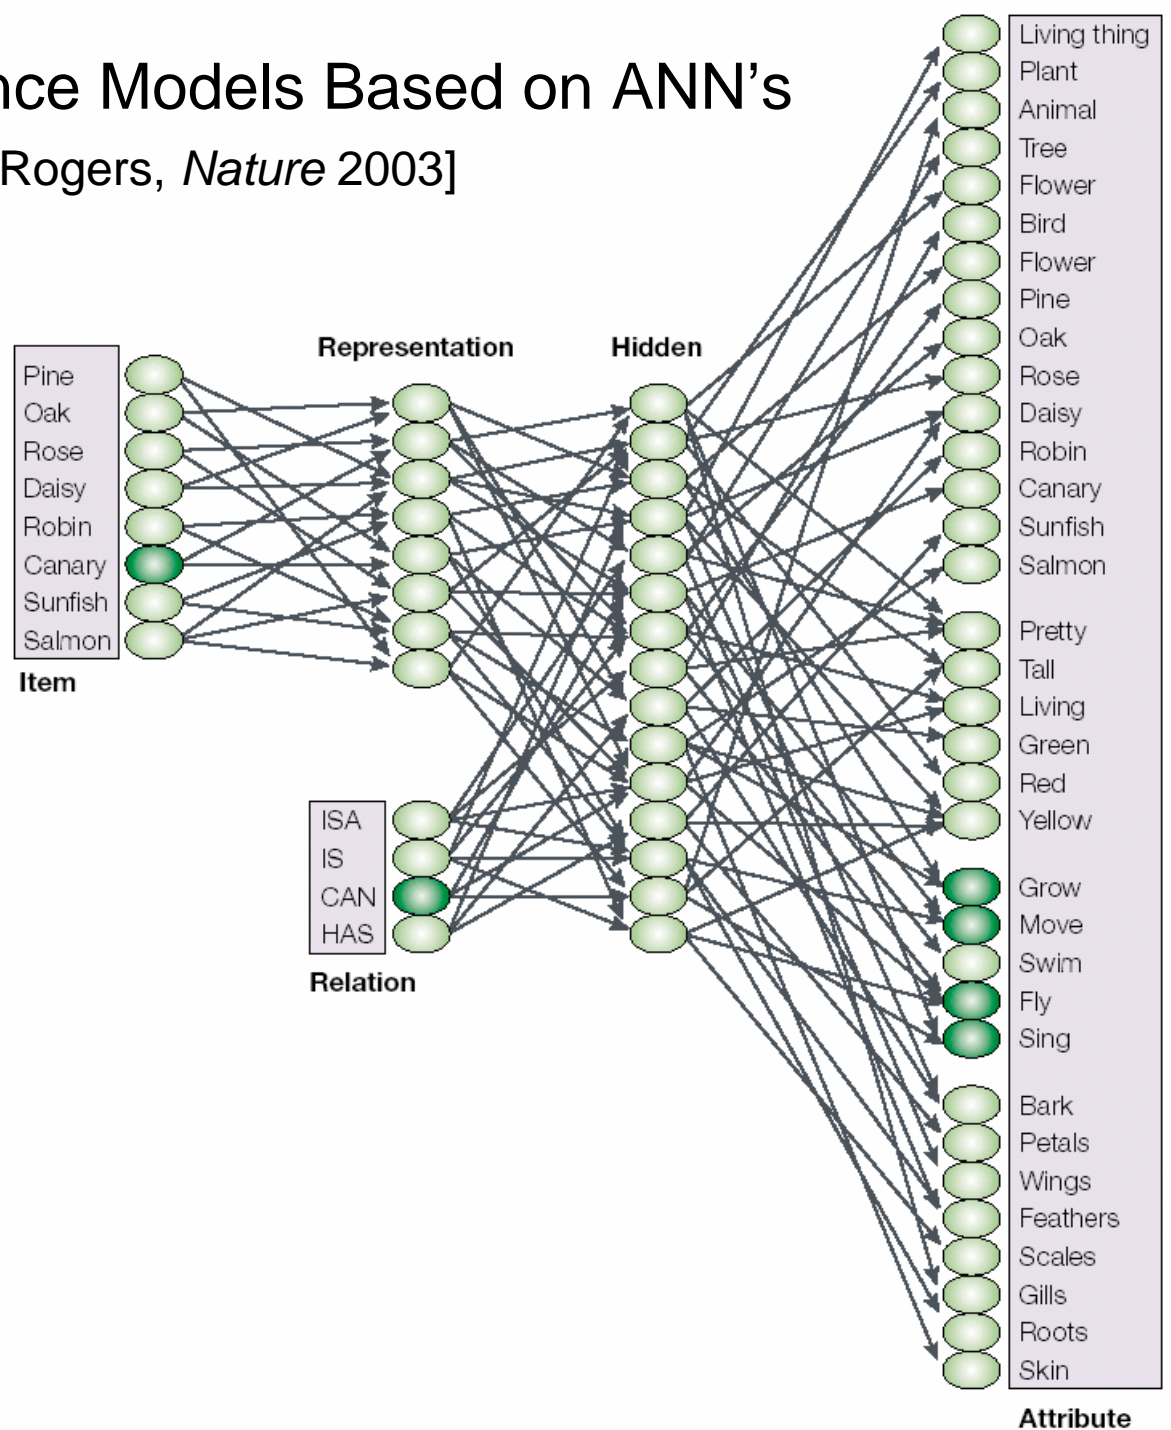 nce Models Based on ANN's
Rogers, Nature 2003]
Representation
Hidden
Pine
Oak
Rose
Daisy
Robin
Canary
Sunfish
Salmon
Item
ISA
IS
CAN
HAS
Relation
Living thing
Plant
Animal
Tree
Flower
Bird
Flower
Pine
Oak
Rose
Daisy
Robin
Canary
Sunfish
Salmon
Pretty
Tall
Living
Green
Red
Yellow
Grow
Move
Swim
Fly
Sing
Bark
Petals
Wings
Feathers
Scales
Gills
Roots
Skin
Attribute